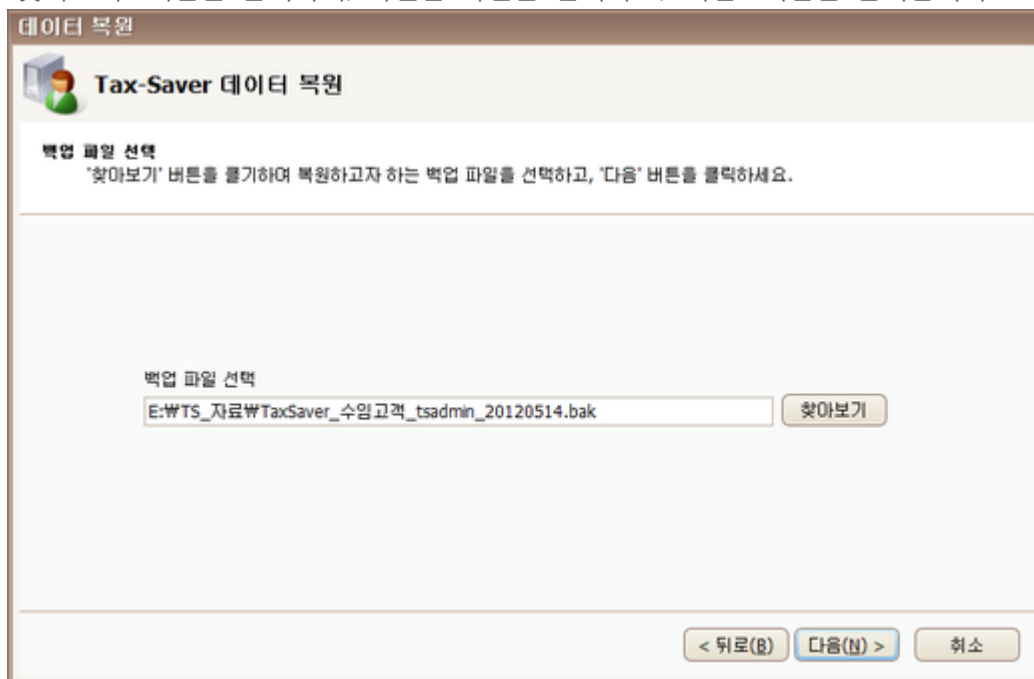 데이터 복원
Tax-Saver 데이터 복원
백업 파일 선택
'찾아보기' 버튼을 클기하여 복원하고자 하는 백업 파일을 선택하고, '다음' 버튼을 클릭하세요.
백업 파일 선택
E:₩TS_자료₩TaxSaver_수임고객_tsadmin_20120514.bak
찾아보기
< 뒤로(B)
다음(N) >
취소